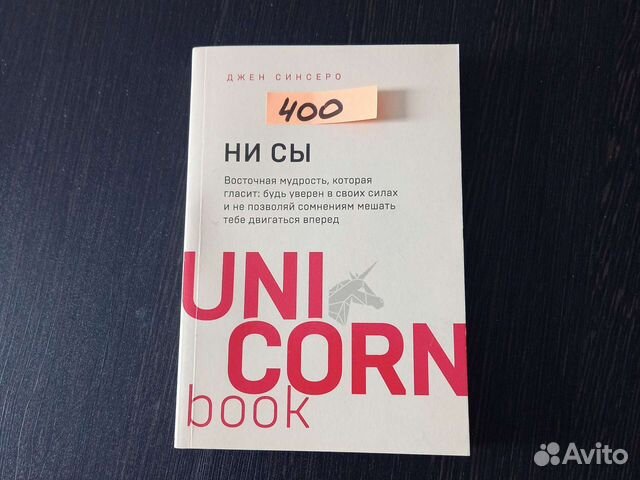 ДЖЕН СИНСЕРО
400
НИ СЫ
Восточная мудрость, которая
гласит: будь уверен в своих силах
и не позволяй сомнениям мешать
тебе двигаться вперед
UNI
CORN
book
Avito